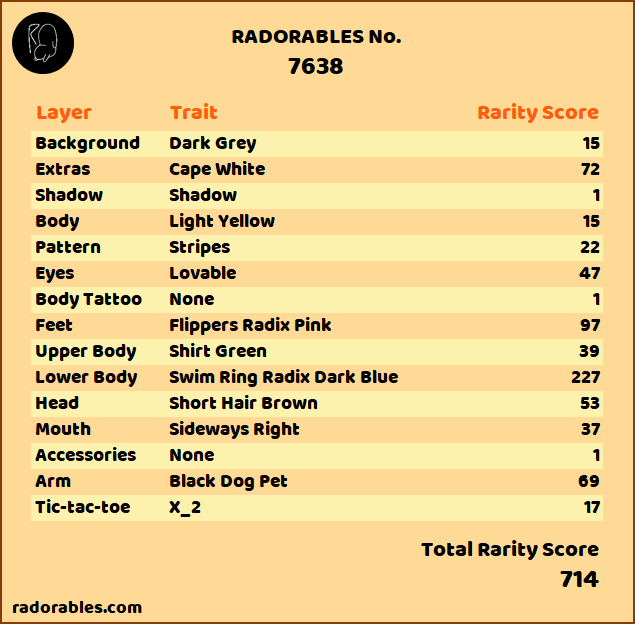 RADORABLES No.
7638
Layer Trait Rarity Score
Background Dark Grey 15
Extras Cape White 72
Shadow Shadow 1
Body Light Yellow 15
Pattern Stripes 22
Eyes Lovable 47
Body Tattoo None 1
Feet Flippers Radix Pink 97
Upper Body Shirt Green 39
Lower Body Swim Ring Radix Dark Blue 227
Head Short Hair Brown 53
Mouth Sideways Right 37
Accessories None 1
Arm Black Dog Pet 69
Tic-tac-toe X_2 17
Total Rarity Score
714
radorables.com